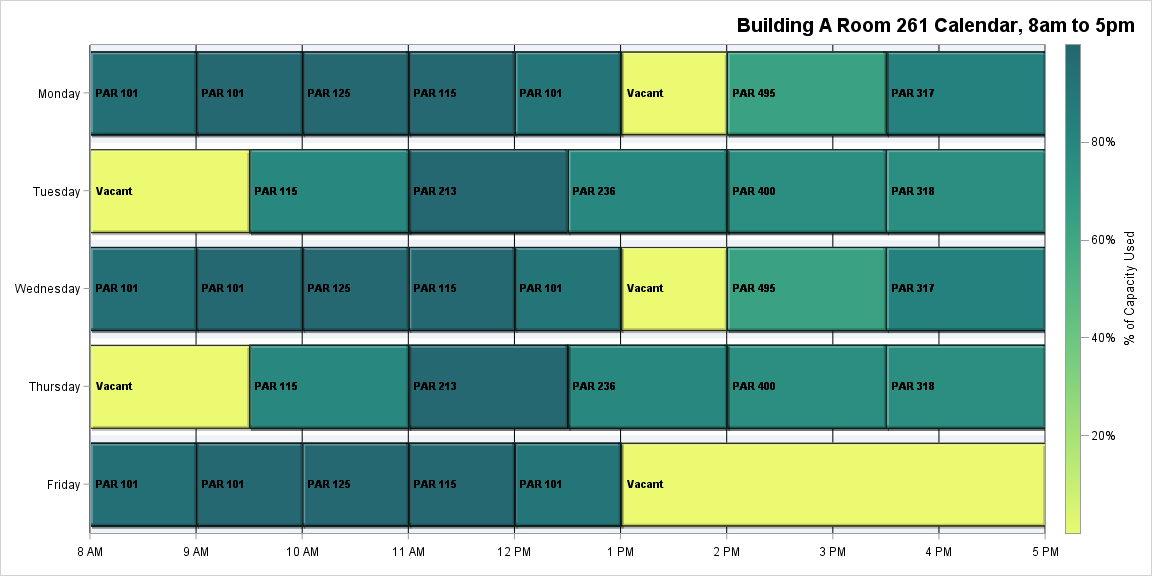 Building A Room 261 Calendar, 8am to 5pm
Monday PAR 101 PAR 101 PAR 125 PAR 115 PAR 101 Vacant PAR 495 PAR 317
80%
Tuesday Vacant PAR 115 PAR 213 PAR 236 PAR 400 PAR 318
60%
Wednesday PAR 101 PAR 101 PAR 125 PAR 115 PAR 101 Vacant PAR 495 PAR 317
% of Capacity Used
40%
Thursday Vacant PAR 115 PAR 213 PAR 236 PAR 400 PAR 318
20%
Friday PAR 101 PAR 101 PAR 125 PAR 115 PAR 101 Vacant
8 AM 9 AM 10 AM 11 AM 12 PM 1 PM 2 PM 3 PM 4 PM 5 PM